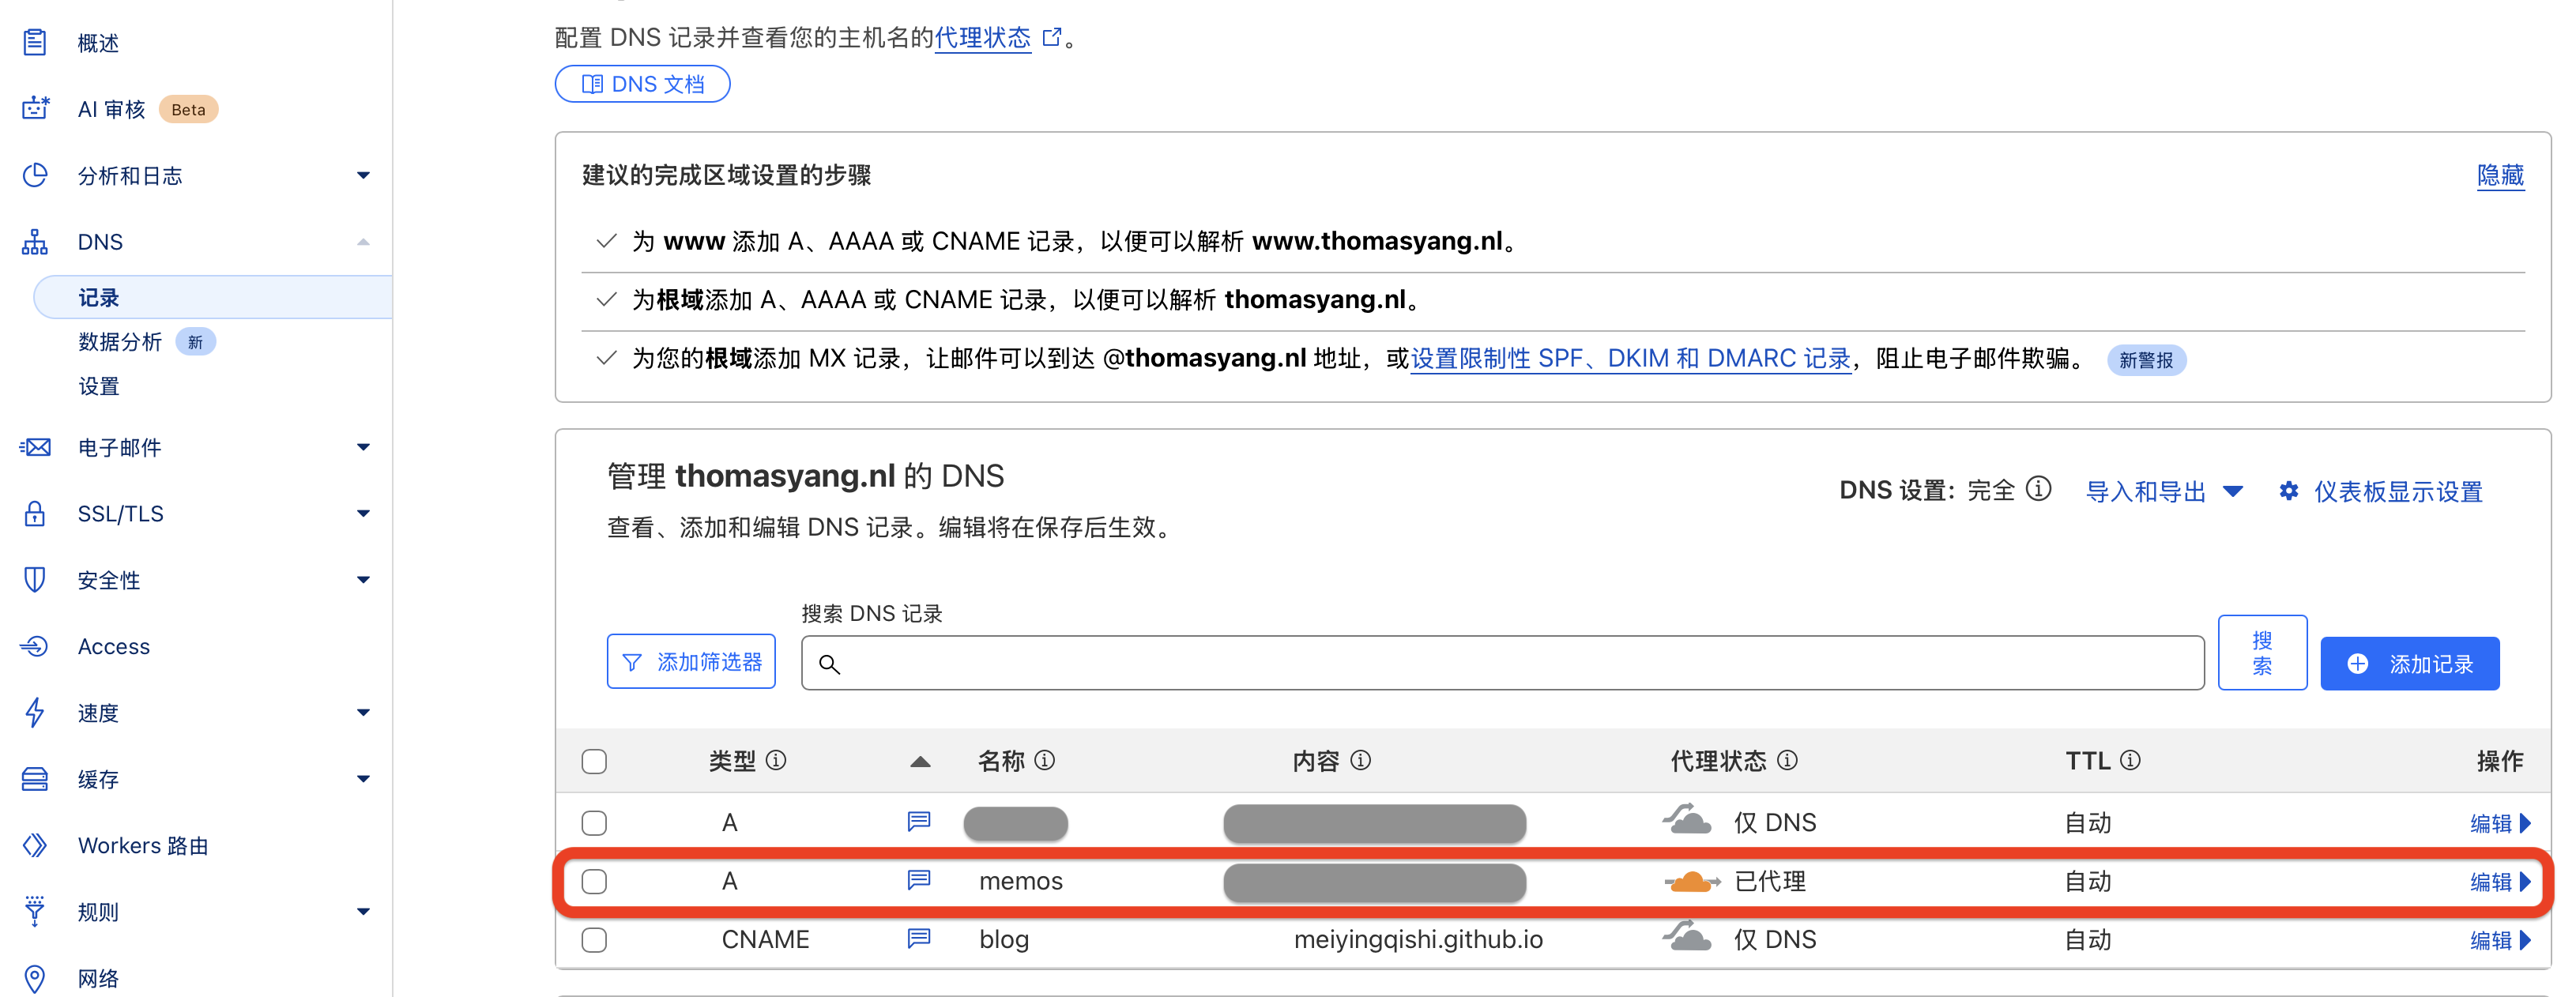 概述
AI 审核 Beta
分析和日志
DNS
记录
数据分析 新
设置
电子邮件
SSL/TLS
安全性
Access
速度
缓存
Workers 路由
规则
网络
配置 DNS 记录并查看您的主机名的代理状态。
DNS 文档
建议的完成区域设置的步骤
隐藏
为 www 添加 A、AAAA 或 CNAME 记录，以便可以解析 www.thomasyang.nl。
为根域添加 A、AAAA 或 CNAME 记录，以便可以解析 thomasyang.nl。
为您的根域添加 MX 记录，让邮件可以到达 @thomasyang.nl 地址，或设置限制性 SPF、DKIM 和 DMARC 记录，阻止电子邮件欺骗。 新警报
管理 thomasyang.nl 的 DNS
DNS 设置: 完全 导入和导出 仪表板显示设置
查看、添加和编辑 DNS 记录。编辑将在保存后生效。
搜索 DNS 记录
添加筛选器
搜
索
添加记录
类型 名称 内容 代理状态 TTL 操作
A 仅 DNS 自动 编辑
A memos 已代理 自动 编辑
CNAME blog meiyingqishi.github.io 仅 DNS 自动 编辑